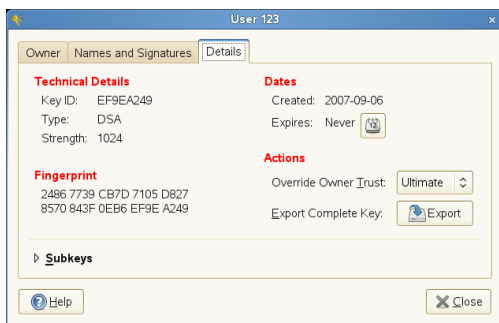 User 123
Owner
Names and Signatures
Details
Technical Details
Key ID: EF9EA249
Type: DSA
Strength: 1024
Fingerprint
2486 7739 CB7D 7105 D827
8570 843F 0EB6 EF9E A249
Dates
Created: 2007-09-06
Expires: Never
12
Actions
Override Owner Trust: Ultimate
Export Complete Key: Export
Subkeys
Help
Close